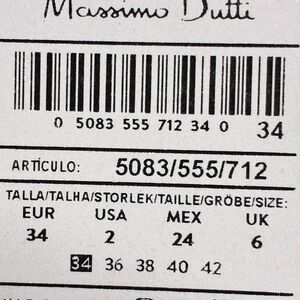 Massimo Dutti
0 5083 555 712 34 0 34
ARTÍCULO: 5083/555/712
TALLA/TALHA/STORLEK/TAILLE/GRÖBE/SIZE:
EUR USA MEX UK
34 2 24 6
34 36 38 40 42